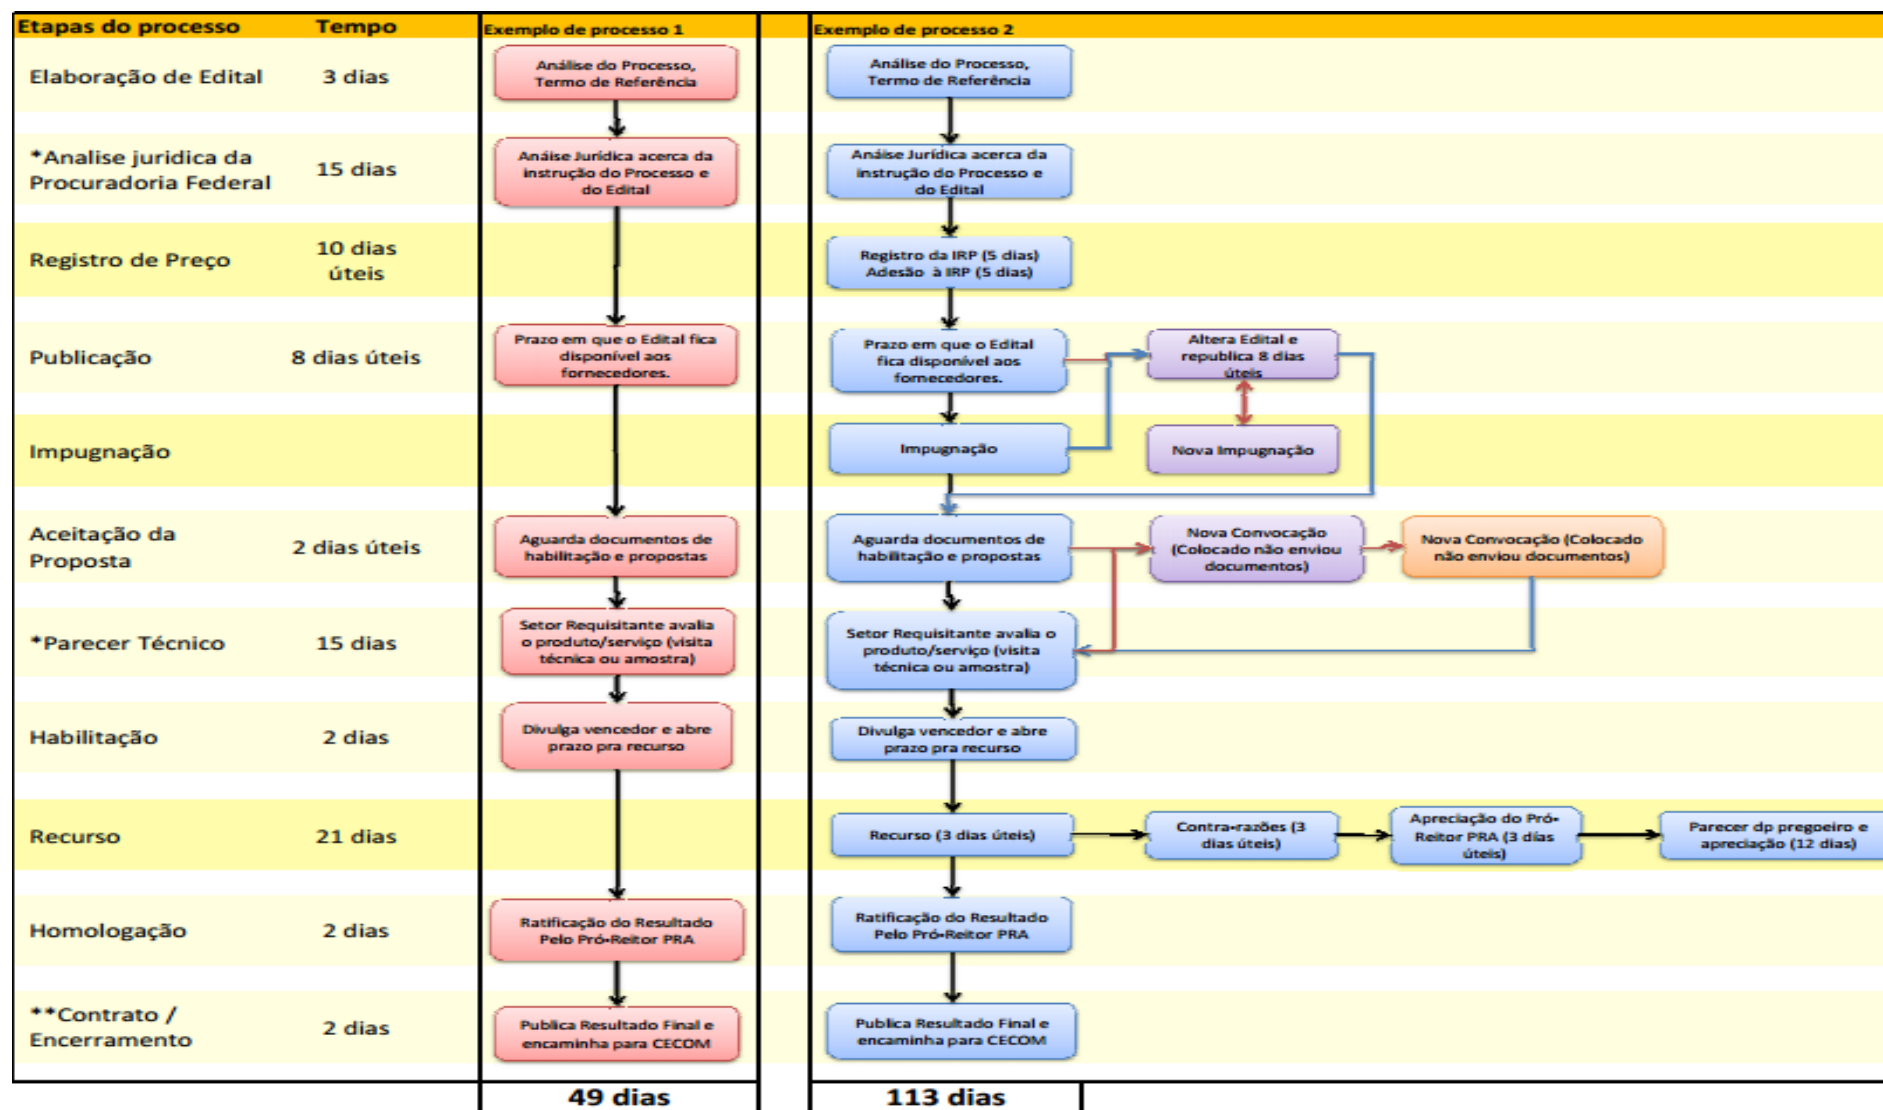 Etapas do processo Tempo Exemplo de processo 1 Exemplo de processo 2
Elaboração de Edital 3 dias
Análise do Processo,
Termo de Referência
Análise do Processo,
Termo de Referência
*Analise juridica da
Procuradoria Federal
15 dias
Anáise Jurídica acerca da
instrução do Processo e
do Edital
Anáise Jurídica acerca da
instrução do Processo e
do Edital
Registro de Preço
10 dias
úteis
Registro da IRP (5 dias)
Adesão à IRP (5 dias)
Publicação 8 dias úteis
Prazo em que o Edital fica
disponível aos
fornecedores.
Prazo em que o Edital
fica disponível aos
fornecedores.
Altera Edital e
republica 8 dias
úteis
Impugnação
Impugnação
Nova Impugnação
Aceitação da
Proposta
2 dias úteis
Aguarda documentos de
habilitação e propostas
Aguarda documentos de
habilitação e propostas
Nova Convocação
(Colocado não enviou
documentos)
Nova Convocação (Colocado
não enviou documentos)
*Parecer Técnico 15 dias
Setor Requisitante avalia
o produto/serviço (visita
técnica ou amostra)
Setor Requisitante avalia o
produto/serviço (visita
técnica ou amostra)
Habilitação 2 dias
Divulga vencedor e abre
prazo pra recurso
Divulga vencedor e abre
prazo pra recurso
Recurso 21 dias
Recurso (3 dias úteis)
Contra-razões (3
dias úteis)
Apreciação do Pró-
Reitor PRA (3 dias
úteis)
Parecer dp pregoeiro e
apreciação (12 dias)
Homologação 2 dias
Ratificação do Resultado
Pelo Pró-Reitor PRA
Ratificação do Resultado
Pelo Pró-Reitor PRA
**Contrato /
Encerramento
2 dias
Publica Resultado Final e
encaminha para CECOM
Publica Resultado Final e
encaminha para CECOM
49 dias 113 dias